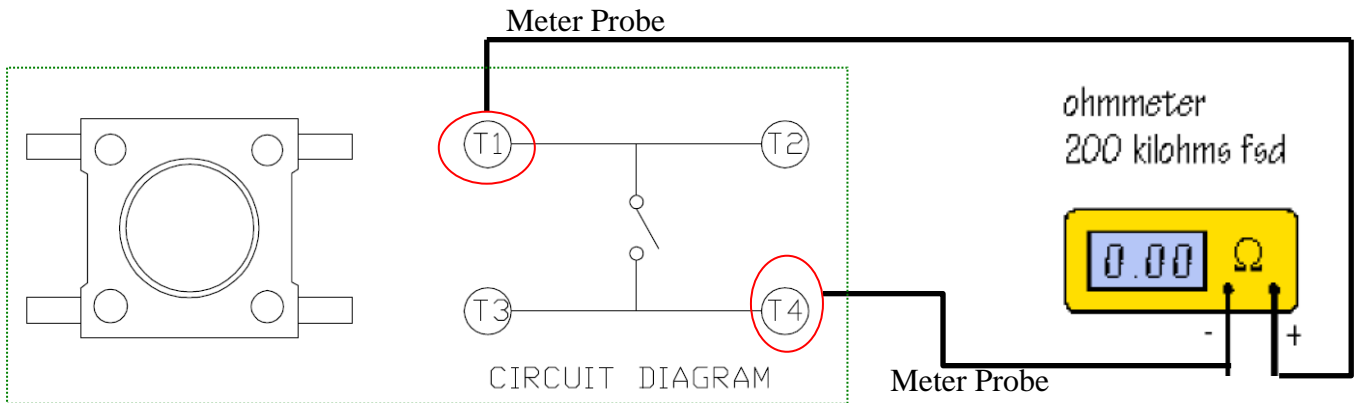 Meter Probe
ohmmeter
200 kilohms fsd
T1
T2
0.00 Ω
T3
T4
- +
CIRCUIT DIAGRAM
Meter Probe